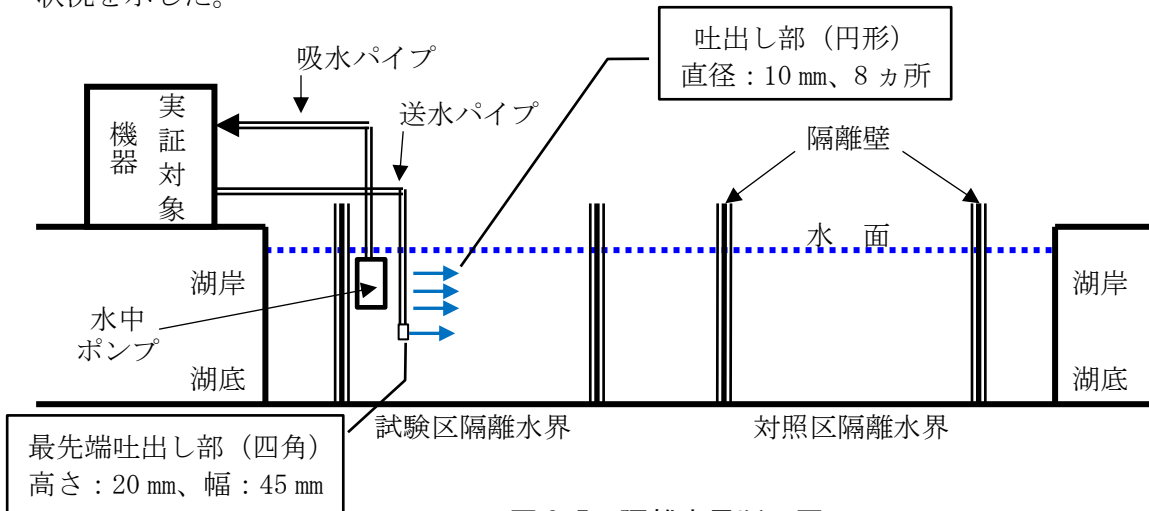 状況を示した。
吐出し部（円形）
直径：10 ㎜、8 ヵ所
吸水パイプ
送水パイプ
隔離壁
実証対象
機器
水 面
湖岸
湖岸
水中
ポンプ
湖底
湖底
試験区隔離水界
対照区隔離水界
最先端吐出し部（四角）
高さ：20 ㎜、幅：45 ㎜